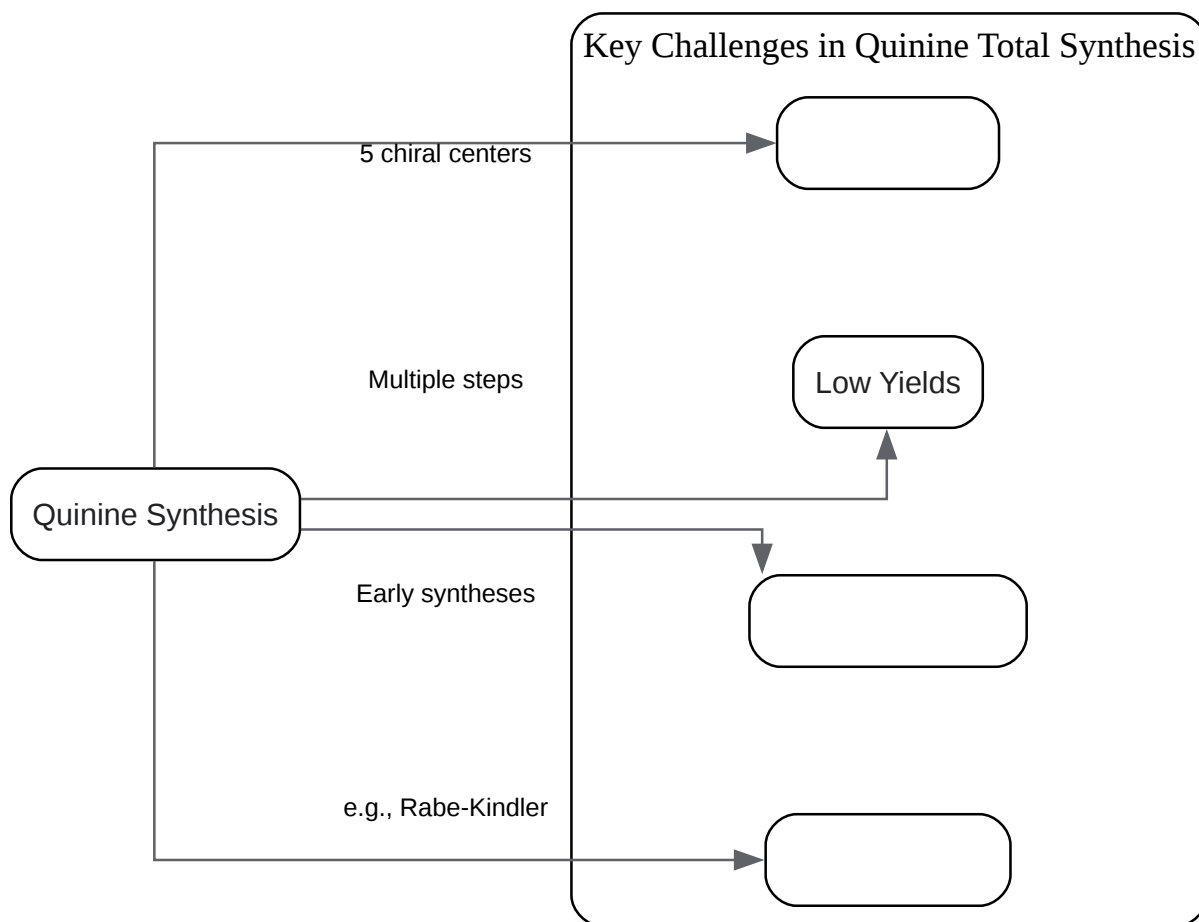 Key Challenges in Quinine Total Synthesis
5 chiral centers
Multiple steps
Low Yields
Quinine Synthesis
Early syntheses
e.g., Rabe-Kindler